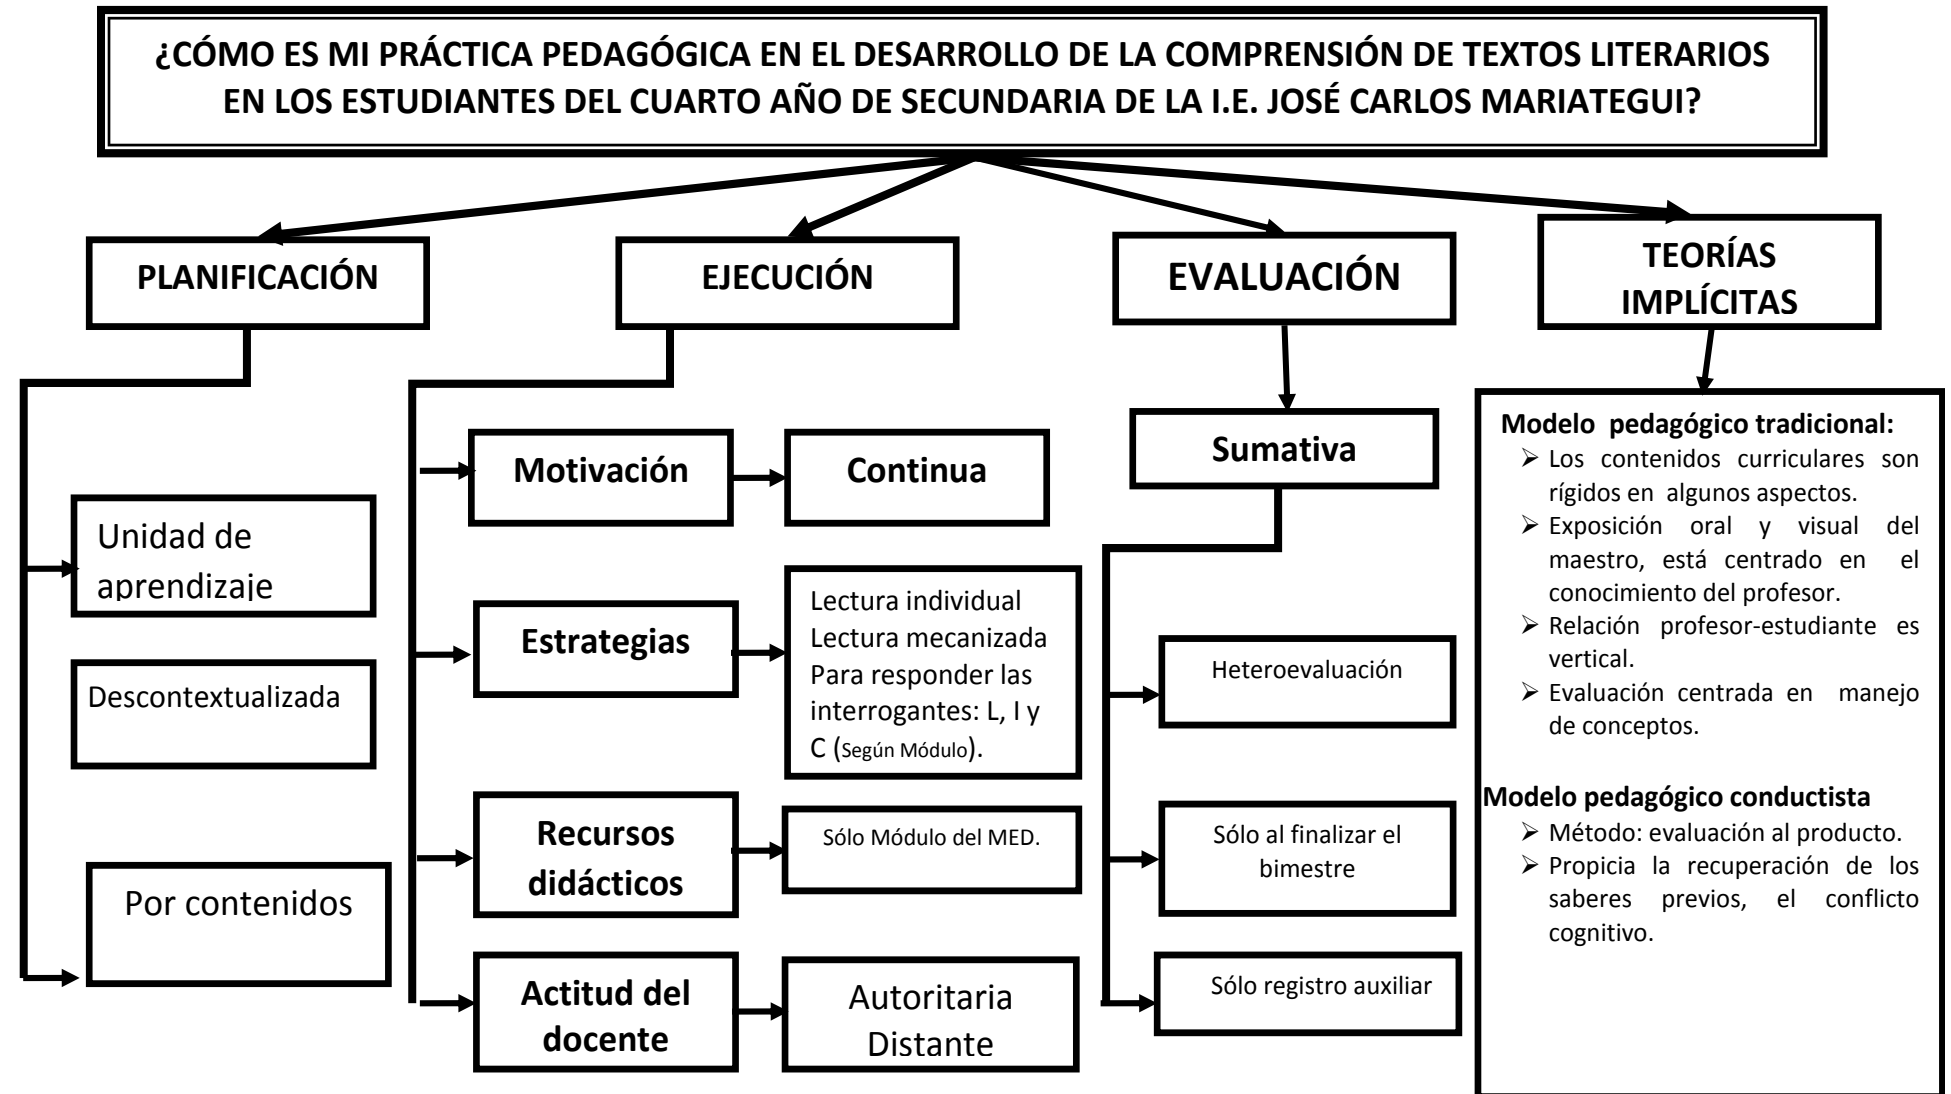 ¿CÓMO ES MI PRÁCTICA PEDAGÓGICA EN EL DESARROLLO DE LA COMPRENSIÓN DE TEXTOS LITERARIOS
EN LOS ESTUDIANTES DEL CUARTO AÑO DE SECUNDARIA DE LA I.E. JOSÉ CARLOS MARIATEGUI?
PLANIFICACIÓN
Unidad de
aprendizaje
Descontextualizada
Por contenidos
EJECUCIÓN
Motivación
Continua
Estrategias
Lectura individual
Lectura mecanizada
Para responder las
interrogantes: L, I y
C (Según Módulo).
Recursos
didácticos
Sólo Módulo del MED.
Actitud del
docente
Autoritaria
Distante
EVALUACIÓN
Sumativa
Heteroevaluación
Sólo al finalizar el
bimestre
Sólo registro auxiliar
TEORÍAS
IMPLÍCITAS
Modelo pedagógico tradicional:
➢ Los contenidos curriculares son
rígidos en algunos aspectos.
➢ Exposición oral y visual del
maestro, está centrado en el
conocimiento del profesor.
➢ Relación profesor-estudiante es
vertical.
➢ Evaluación centrada en manejo
de conceptos.
Modelo pedagógico conductista
➢ Método: evaluación al producto.
➢ Propicia la recuperación de los
saberes previos, el conflicto
cognitivo.